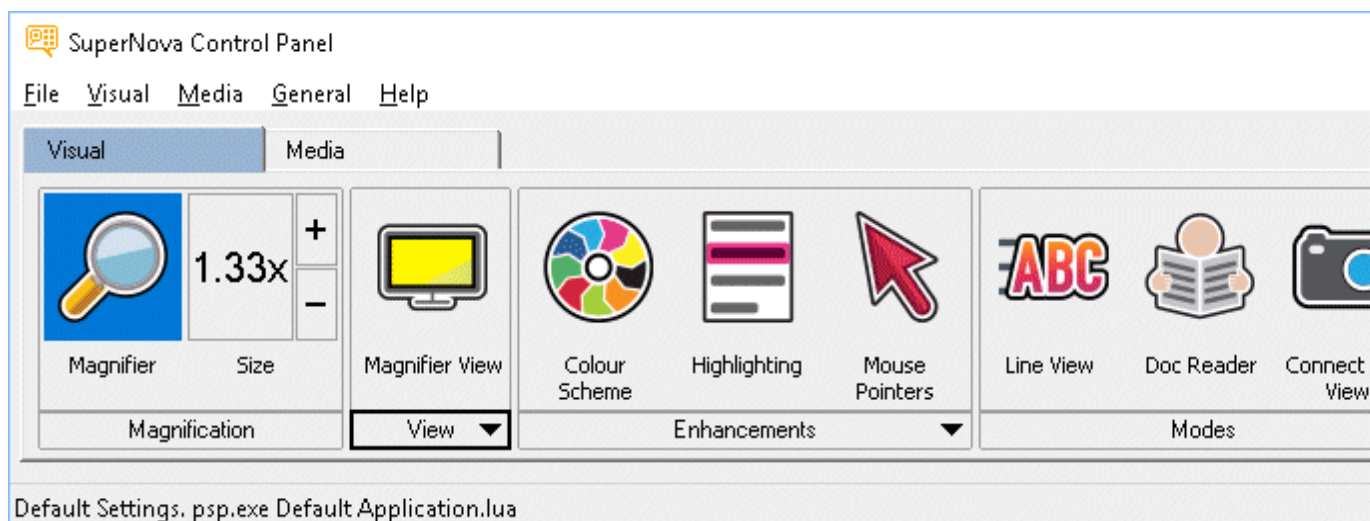 SuperNova Control Panel
File Visual Media General Help
Visual Media
1.33x + −
ABC
Magnifier Size Magnifier View Colour Scheme Highlighting Mouse Pointers Line View Doc Reader Connect View
Magnification View Enhancements Modes
Default Settings. psp.exe Default Application.lua